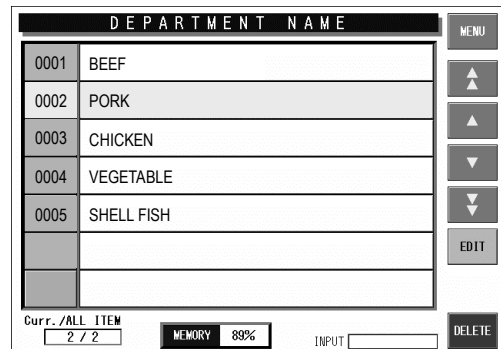 DEPARTMENT NAME
MENU
0001 BEEF
0002 PORK
0003 CHICKEN
0004 VEGETABLE
0005 SHELL FISH
EDIT
Curr./ALL ITEM
2 / 2
MEMORY 89%
INPUT
DELETE